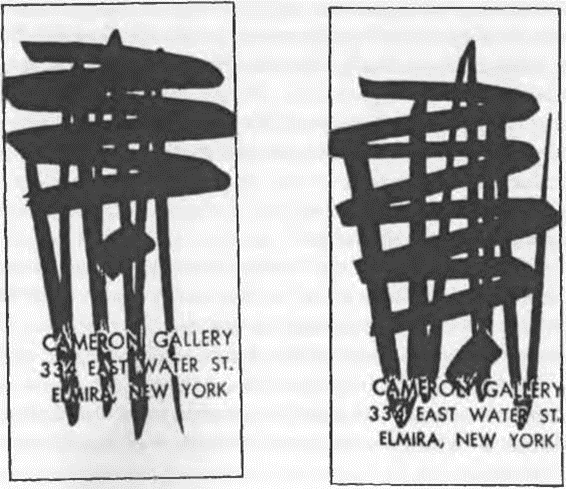 CAMERON GALLERY
334 EAST WATER ST.
ELMIRA, NEW YORK
CAMERON GALLERY
334 EAST WATER ST.
ELMIRA, NEW YORK